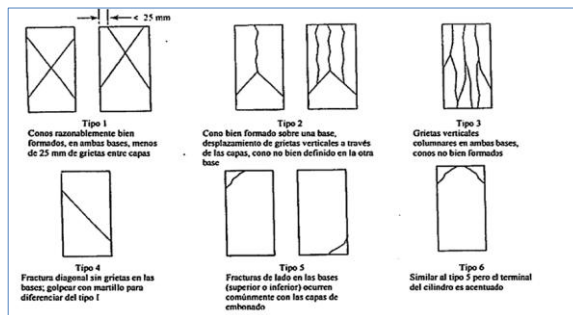 < 25 mm
Tipo 1
Conos razonablemente bien
formados, en ambas bases, menos
de 25 mm de grietas entre capas
Tipo 2
Cono bien formado sobre una base,
desplazamiento de grietas verticales a través
de las capas, cono no bien definido en la otra
base
Tipo 3
Grietas verticales
columnares en ambas bases,
conos no bien formados
Tipo 4
Fractura diagonal sin grietas en las
bases; golpear con martillo para
diferenciar del tipo I
Tipo 5
Fracturas de lado en las bases
(superior o inferior) ocurren
comúnmente con las capas de
embonado
Tipo 6
Similar al tipo 5 pero el terminal
del cilindro es acentuado